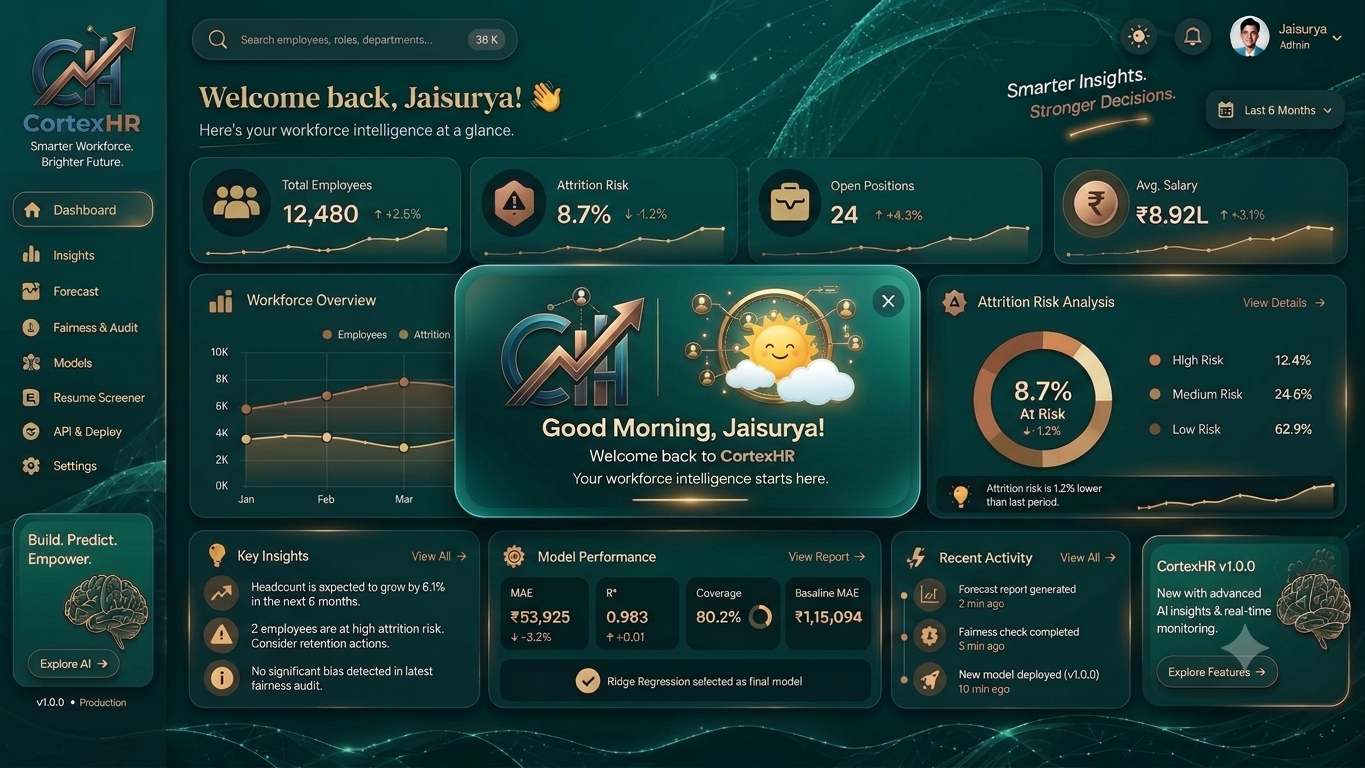 CH
CortexHR
Smarter Workforce.
Brighter Future.
Dashboard
Insights
Forecast
Fairness & Audit
Models
Resume Screener
API & Deploy
Settings
Build. Predict.
Empower.
Explore AI →
v1.0.0 • Production
Search employees, roles, departments...
38 K
Jaisurya
Admin
Welcome back, Jaisurya! 👋
Here's your workforce intelligence at a glance.
Smarter Insights.
Stronger Decisions.
Last 6 Months
Total Employees
12,480 ↑ +2.5%
Attrition Risk
8.7% ↓ -1.2%
Open Positions
24 ↑ +4.3%
Avg. Salary
₹8.92L ↑ +3.1%
Workforce Overview
Employees Attrition
10K
8K
6K
4K
2K
0K
Jan Feb Mar
CH
Good Morning, Jaisurya!
Welcome back to CortexHR
Your workforce intelligence starts here.
Attrition Risk Analysis
View Details →
8.7%
At Risk
↓ · 1.2%
High Risk 12.4%
Medium Risk 24.6%
Low Risk 62.9%
Attrition risk is 1.2% lower
than last period.
Key Insights
View All →
Headcount is expected to grow by 6.1%
in the next 6 months.
2 employees are at high attrition risk.
Consider retention actions.
No significant bias detected in latest
fairness audit.
Model Performance
View Report →
MAE
₹53,925
↓ -3.2%
0.983
↑ +0.01
Coverage
80.2%
Baseline MAE
₹1,15,094
Ridge Regression selected as final model
Recent Activity
View All →
Forecast report generated
2 min ago
Fairness check completed
5 min ago
New model deployed (v1.0.0)
10 min ego
CortexHR v1.0.0
New with advanced
AI insights & real-time
monitoring.
Explore Features →